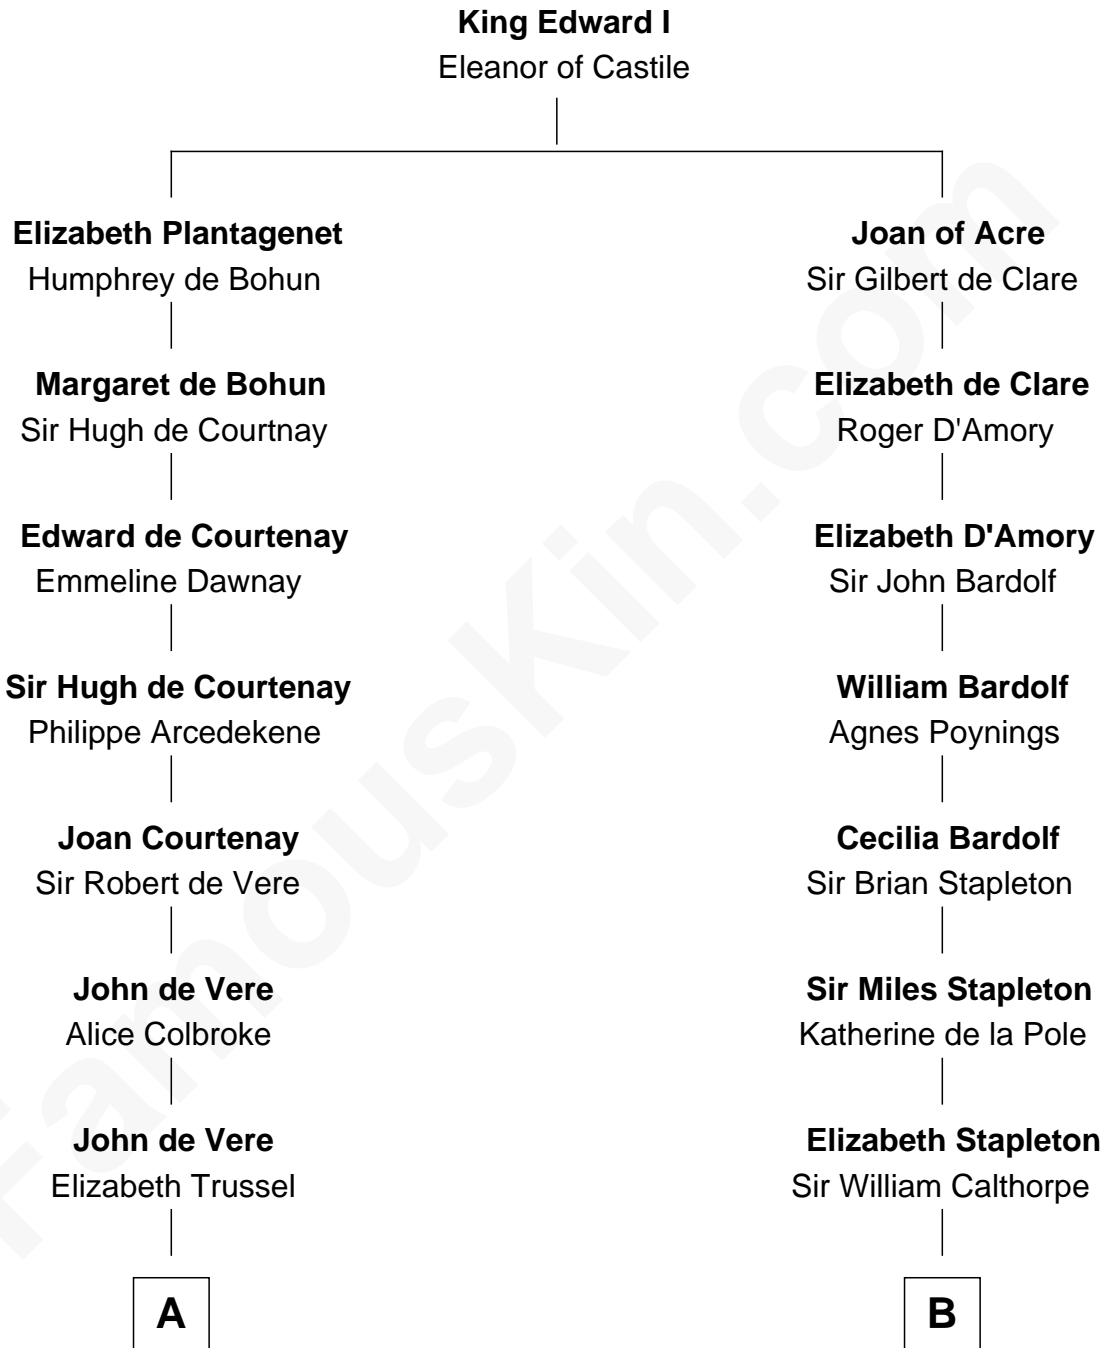 King Edward I
Eleanor of Castile
Elizabeth Plantagenet
Humphrey de Bohun
Joan of Acre
Sir Gilbert de Clare
Margaret de Bohun
Sir Hugh de Courtnay
Elizabeth de Clare
Roger D'Amory
Edward de Courtenay
Emmeline Dawnay
Elizabeth D'Amory
Sir John Bardolf
Sir Hugh de Courtenay
Philippe Arcedekene
William Bardolf
Agnes Poynings
Joan Courtenay
Sir Robert de Vere
Cecilia Bardolf
Sir Brian Stapleton
John de Vere
Alice Colbroke
Sir Miles Stapleton
Katherine de la Pole
John de Vere
Elizabeth Trussel
Elizabeth Stapleton
Sir William Calthorpe
A
B
FamousKin.com